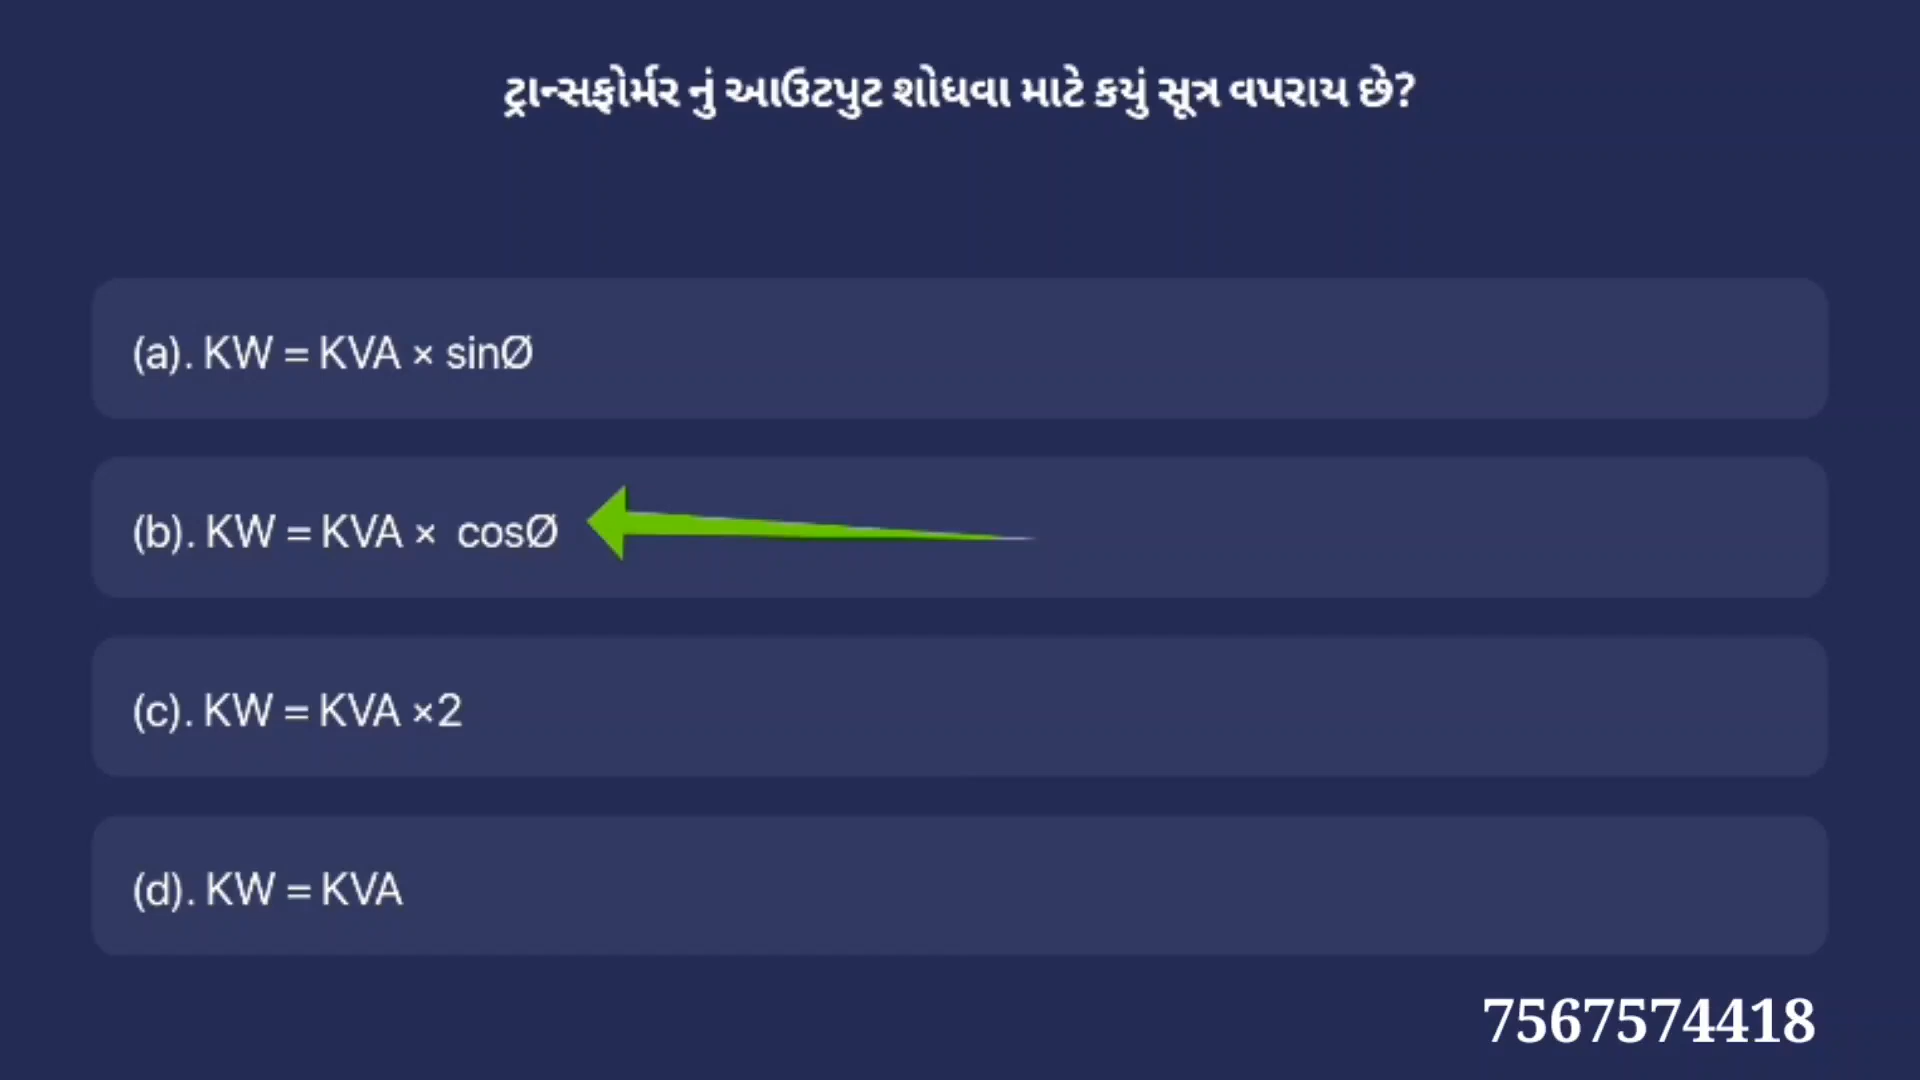 ટ્રાન્સફોર્મર નું આઉટપુટ શોધવા માટે કયું સૂત્ર વપરાય છે?
(a). KW = KVA × sinØ
(b). KW = KVA × cosØ
(c). KW = KVA ×2
(d). KW = KVA
7567574418